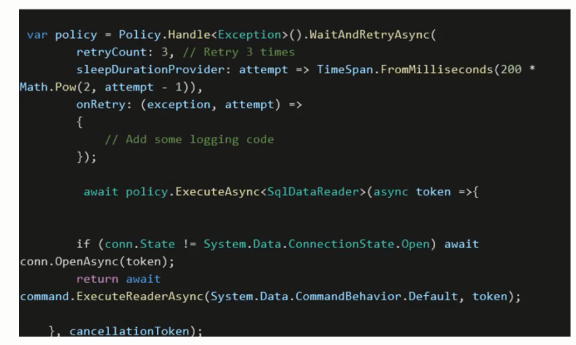 var policy = Policy.Handle<Exception>().WaitAndRetryAsync(
retryCount: 3, // Retry 3 times
sleepDurationProvider: attempt => TimeSpan.FromMilliseconds(200 *
Math.Pow(2, attempt - 1)),
onRetry: (exception, attempt) =>
{
// Add some logging code
});
await policy.ExecuteAsync<SqlDataReader>(async token =>{
if (conn.State != System.Data.ConnectionState.Open) await
conn.OpenAsync(token);
return await
command.ExecuteReaderAsync(System.Data.CommandBehavior.Default, token);
}, cancellationToken);